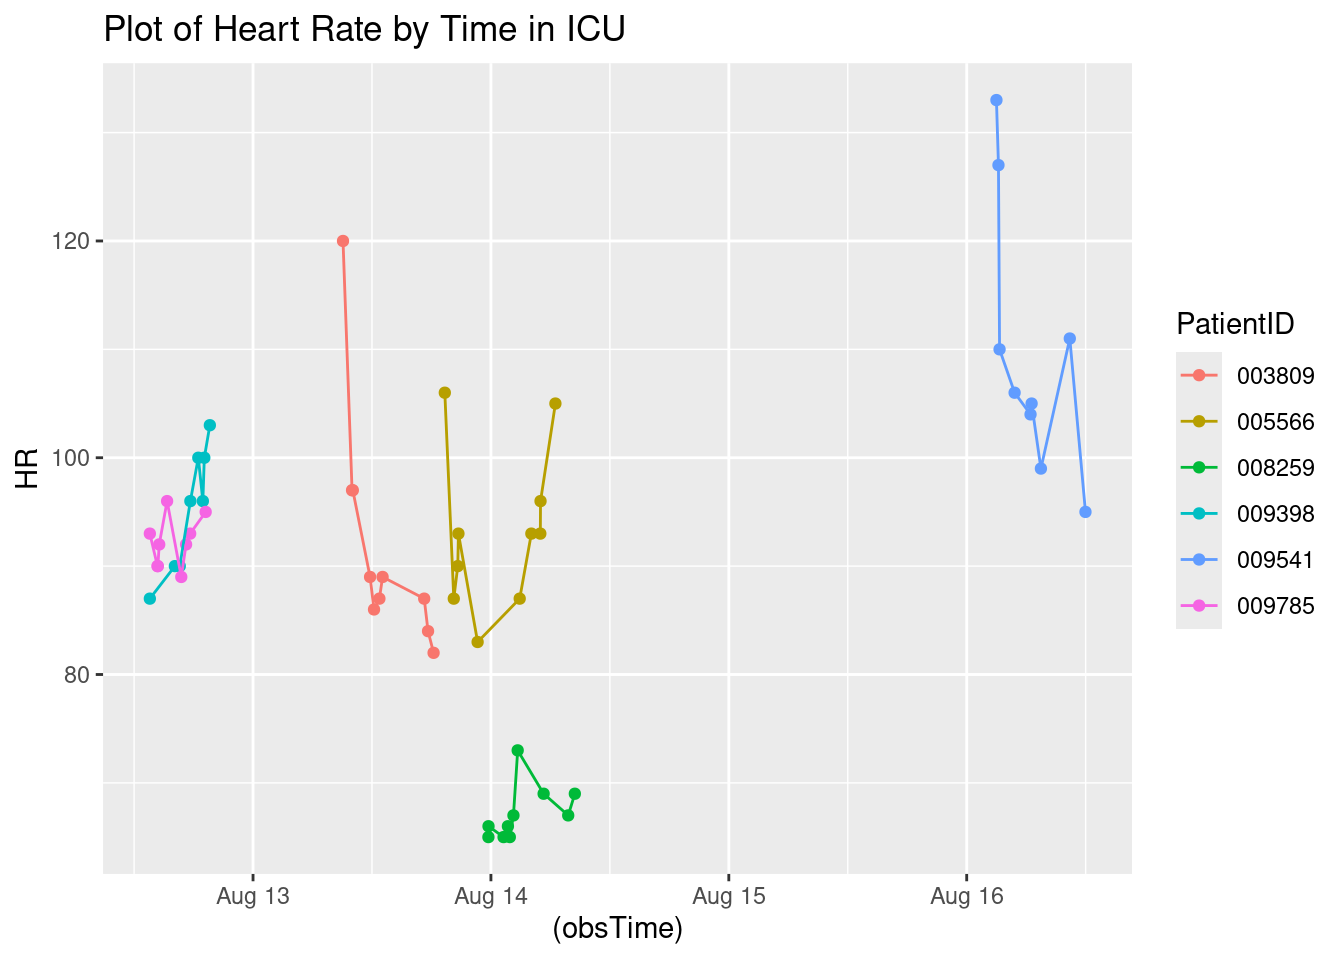 Plot of Heart Rate by Time in ICU
HR
120
100
80
Aug 13 Aug 14 Aug 15 Aug 16
(obsTime)
PatientID
003809
005566
008259
009398
009541
009785